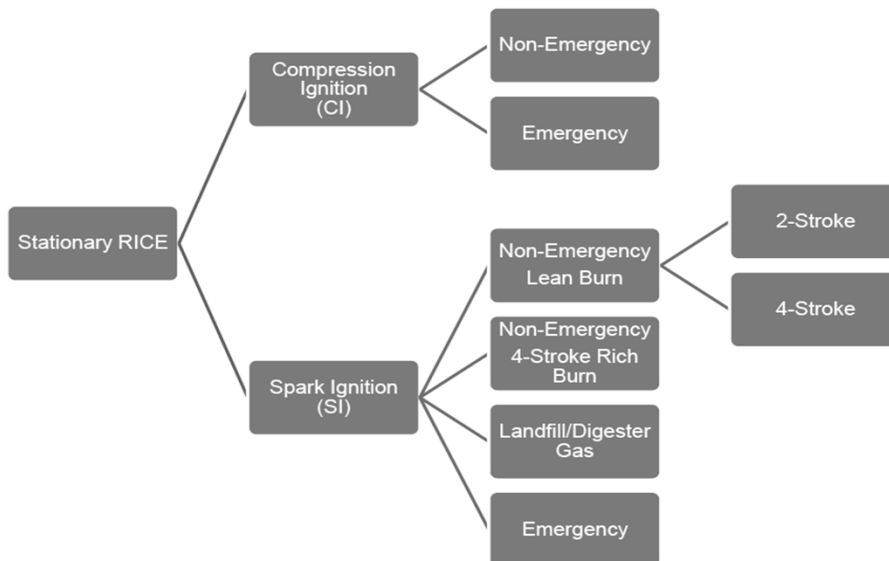 Non-Emergency
Compression
Ignition
(CI)
Emergency
2-Stroke
Stationary RICE
Non-Emergency
Lean Burn
4-Stroke
Non-Emergency
4-Stroke Rich
Burn
Spark Ignition
(SI)
Landfill/Digester
Gas
Emergency